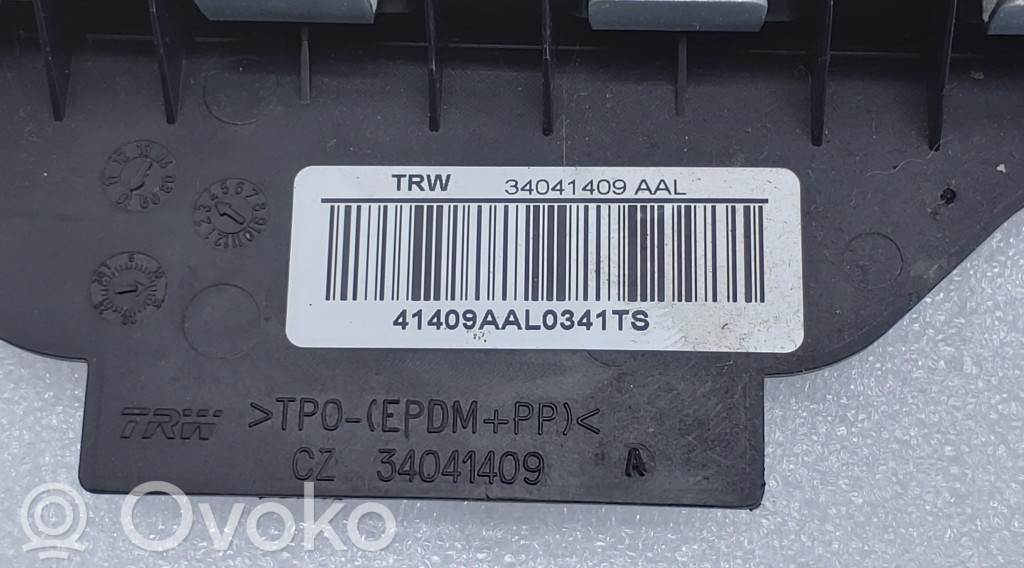 TRW 34041409 AAL
41409AAL0341TS
TRW >TPO-(EPDM+PP)<
CZ 34041409 A
Ovoko